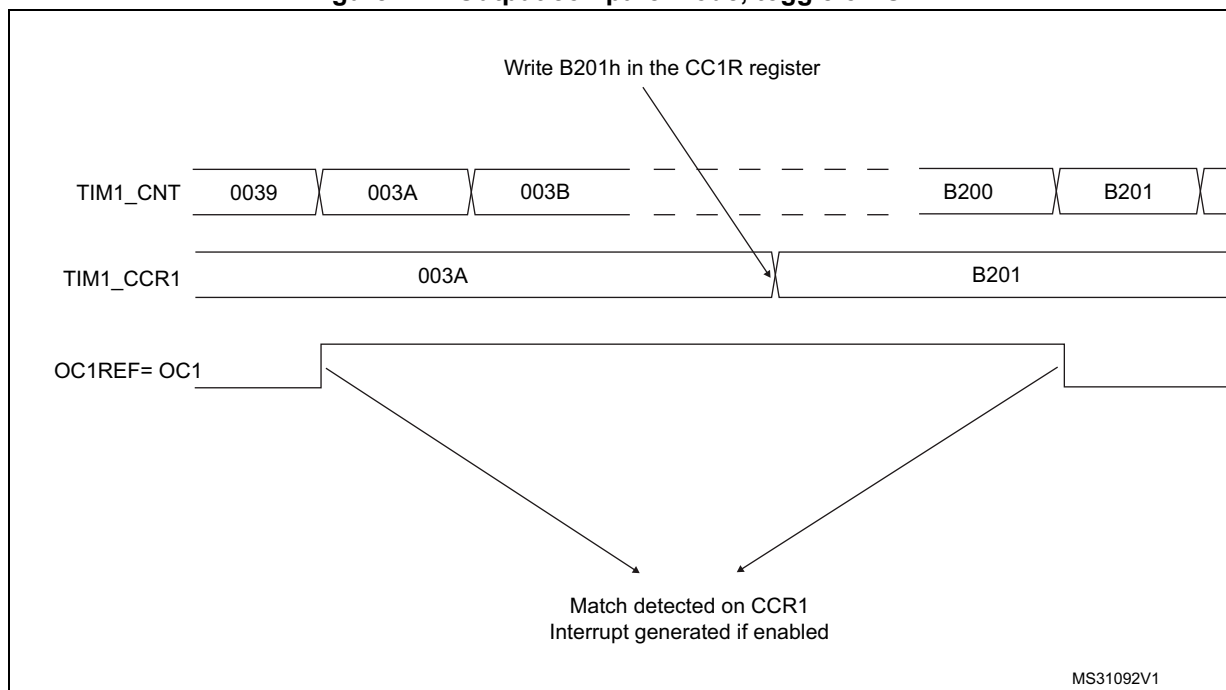 Write B201h in the CC1R register
TIM1_CNT 0039 003A 003B B200 B201
TIM1_CCR1 003A B201
OC1REF= OC1
Match detected on CCR1
Interrupt generated if enabled
MS31092V1